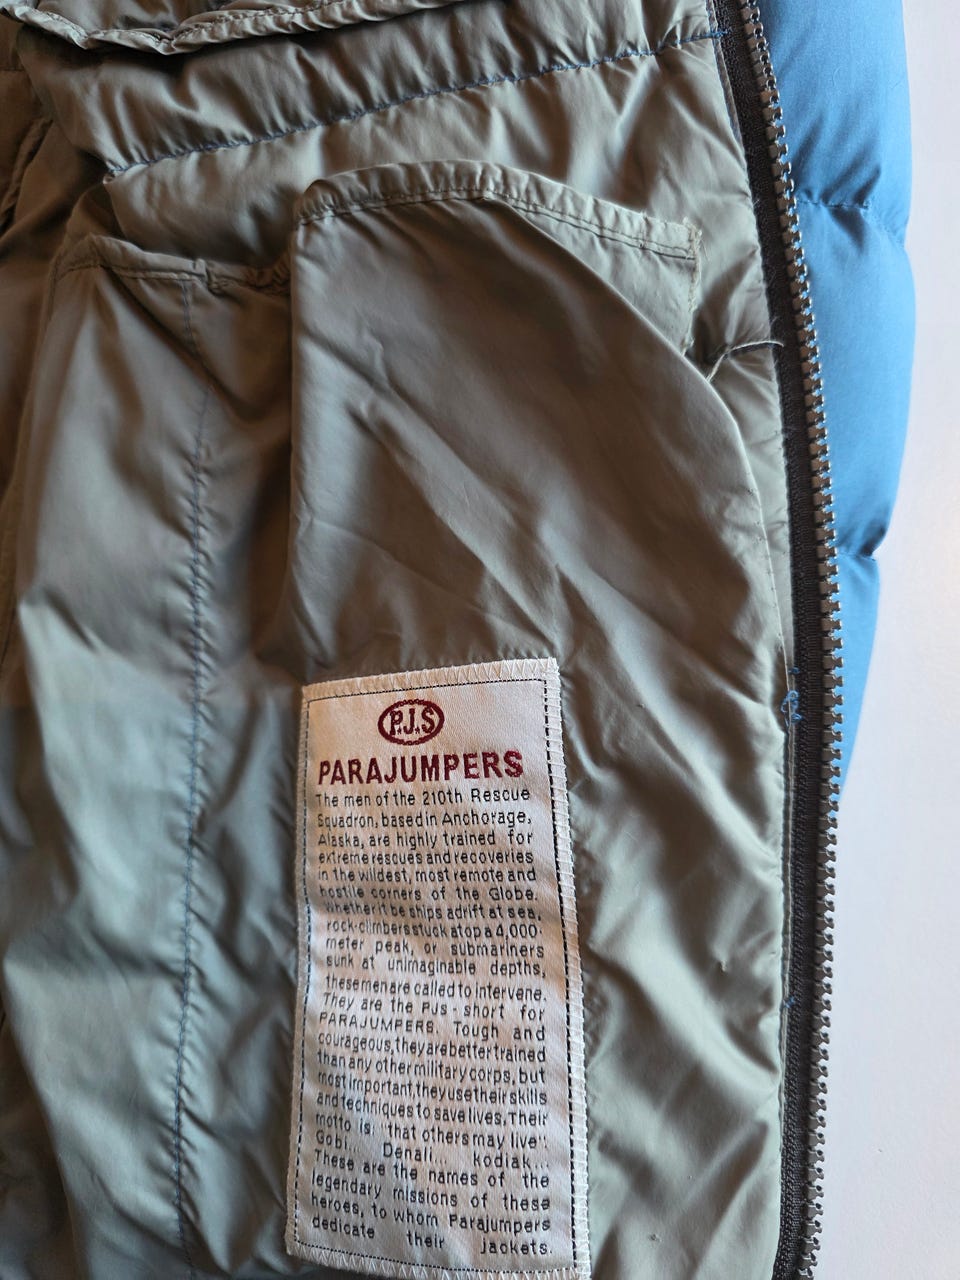 P.J.S
PARAJUMPERS
The men of the 210th Rescue
Squadron, based in Anchorage,
Alaska, are highly trained for
extreme rescues and recoveries
in the wildest, most remote and
hostile corners of the Globe.
Whether it be ships adrift at sea,
rock-climbers stuck atop a 4,000-
meter peak, or submariners
sunk at unimaginable depths,
these men are called to intervene.
They are the PJs - short for
PARAJUMPERS. Tough and
courageous, they are better trained
than any other military corps, but
most important, they use their skills
and techniques to save lives. Their
motto is "that others may live".
Gobi... Denali... Kodiak...
These are the names of the
legendary missions of these
heroes, to whom Parajumpers
dedicate their Jackets.